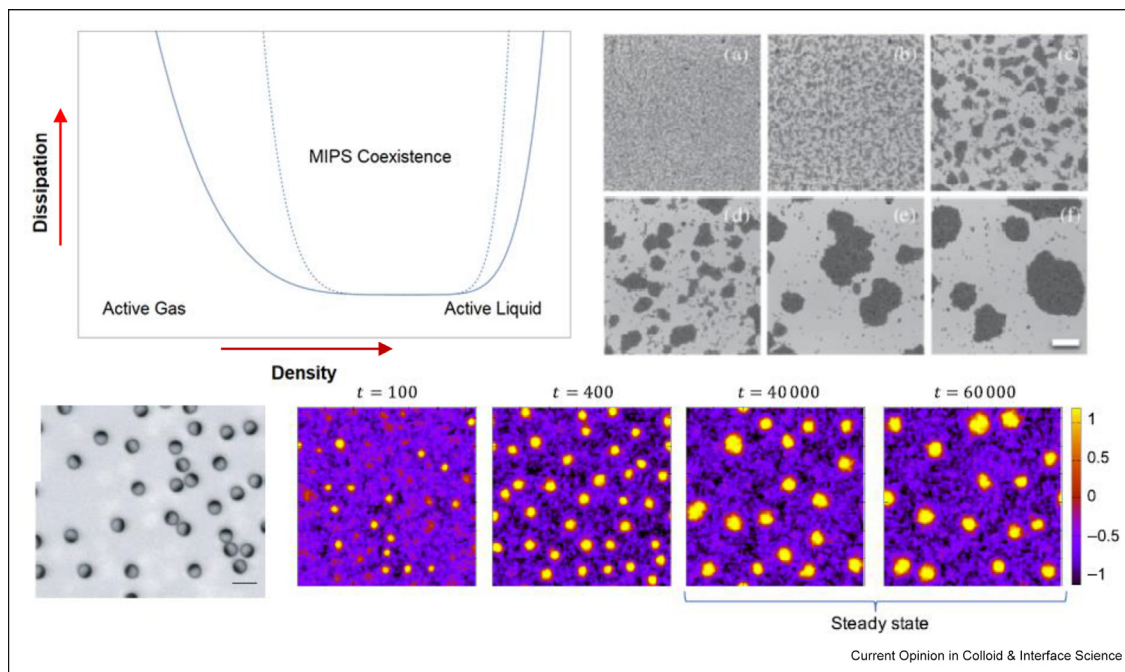 Dissipation
MIPS Coexistence
Active Gas
Active Liquid
Density
(a)
(b)
(c)
(d)
(e)
(f)
t = 100
t = 400
t = 40 000
t = 60 000
1
0.5
0
–0.5
–1
Steady state
Current Opinion in Colloid & Interface Science